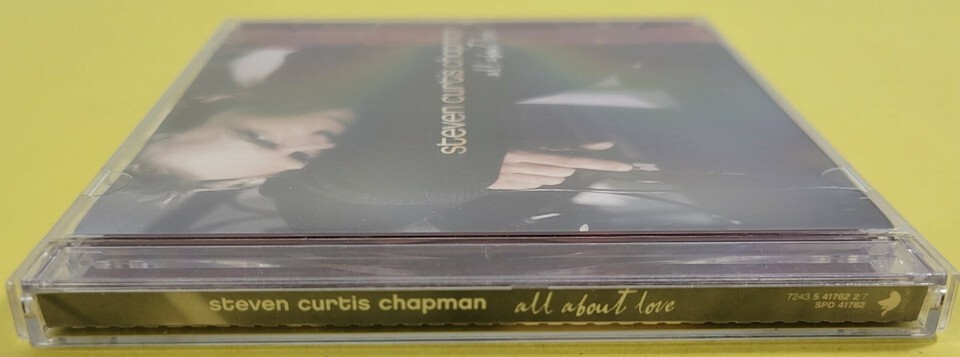 steven curtis chapman
all about love
steven curtis chapman all about love
7243 5 41762 2 7
SPD 41762